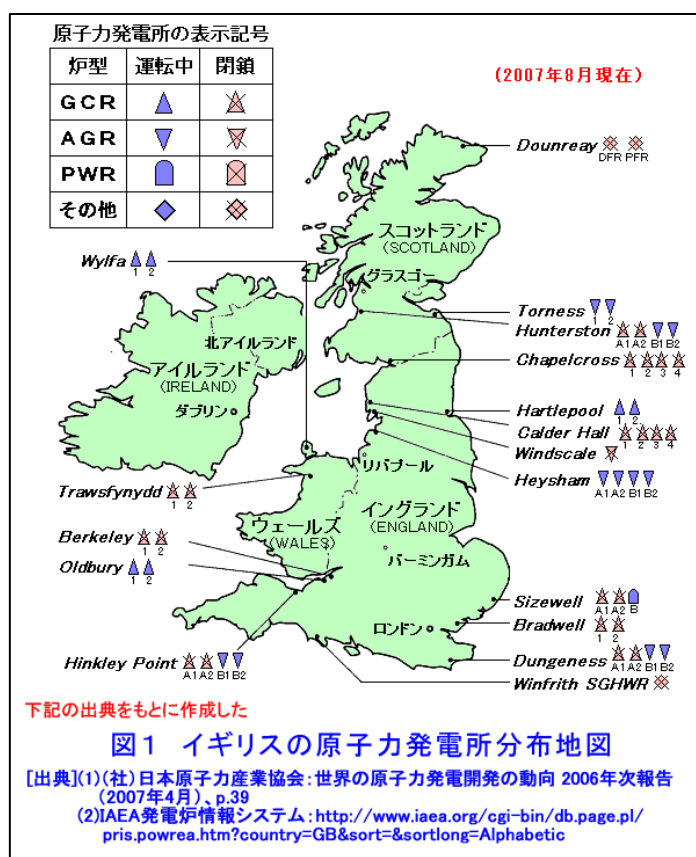 原子力発電所の表示記号
炉型 運転中 閉鎖
GCR
AGR
PWR
その他
(2007年8月現在)
Dounreay
DFR PFR
スコットランド
(SCOTLAND)
グラスゴー
Wylfa
1 2
Torness
1 2
Hunterston
A1 A2 B1 B2
Chapelcross
1 2 3 4
北アイルランド
アイルランド
(IRELAND)
ダブリン
Hartlepool
1 2
Calder Hall
1 2 3 4
Windscale
リバプール
Heysham
A1 A2 B1 B2
Trawsfynydd
1 2
ウェールズ
(WALES)
イングランド
(ENGLAND)
Berkeley
1 2
バーミンガム
Oldbury
1 2
Sizewell
A1 A2 B
ロンドン
Bradwell
1 2
Hinkley Point
A1 A2 B1 B2
Dungeness
A1 A2 B1 B2
Winfrith SGHWR
下記の出典をもとに作成した
図1 イギリスの原子力発電所分布地図
[出典](1)(社)日本原子力産業協会:世界の原子力発電開発の動向 2006年次報告
(2007年4月)、p.39
(2)IAEA発電炉情報システム:http://www.iaea.org/cgi-bin/db.page.pl/
pris.powrea.htm?country=GB&sort=&sortlong=Alphabetic